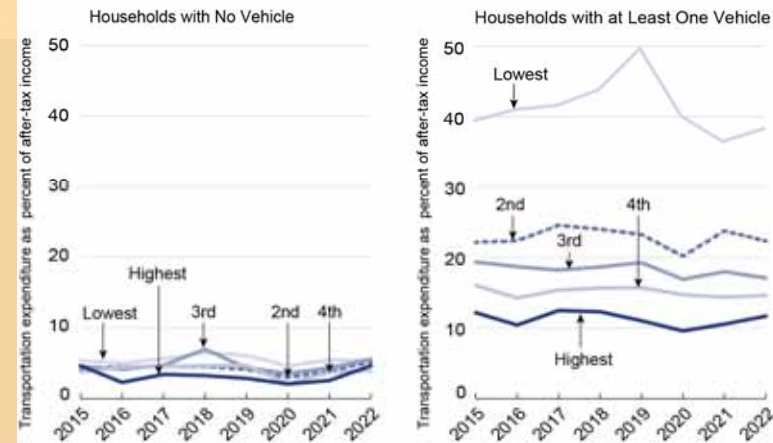 Households with No Vehicle
Transportation expenditure as percent of after-tax income
50
40
30
20
10
0
Highest
Lowest
3rd
2nd
4th
2015
2016
2017
2018
2019
2020
2021
2022
Households with at Least One Vehicle
Transportation expenditure as percent of after-tax income
50
40
30
20
10
0
Lowest
2nd
4th
3rd
Highest
2015
2016
2017
2018
2019
2020
2021
2022